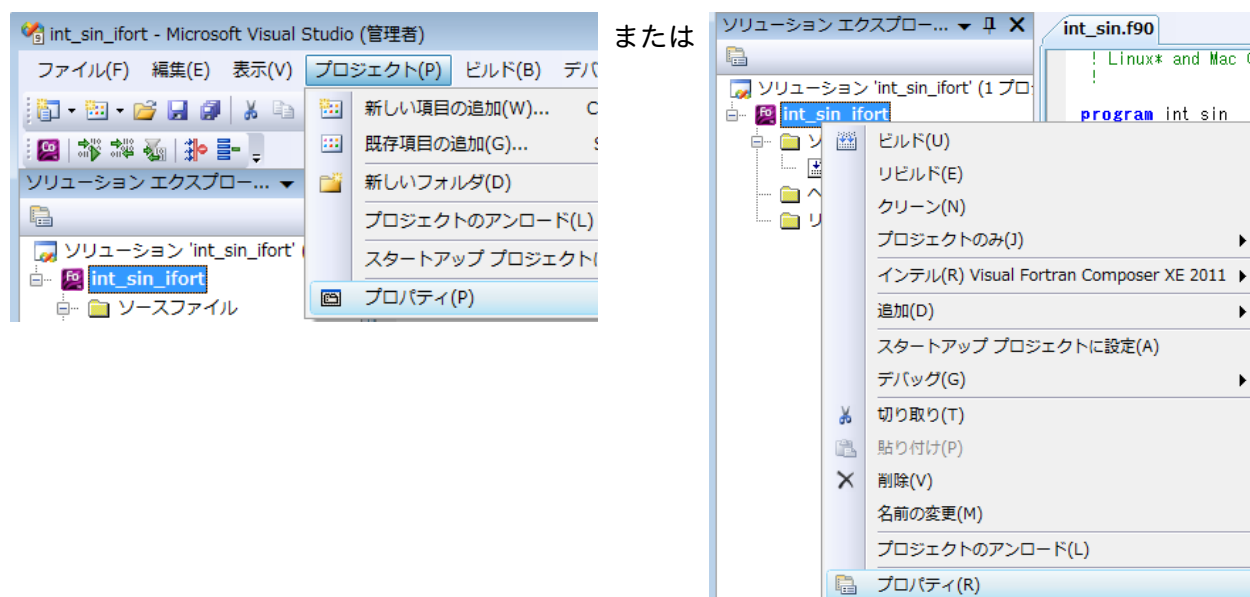 int_sin_ifort - Microsoft Visual Studio (管理者)
ファイル(F) 編集(E) 表示(V) プロジェクト(P) ビルド(B) デバ
新しい項目の追加(W)... C
既存項目の追加(G)...
新しいフォルダ(D)
ソリューション エクスプロー...
プロジェクトのアンロード(L)
ソリューション 'int_sin_ifort' (
スタートアップ プロジェクト
int_sin_ifort
プロパティ(P)
ソースファイル
または
ソリューション エクスプロー...
int_sin.f90
! Linux* and Mac
!
ソリューション 'int_sin_ifort' (1 プロ
int_sin_ifort
program int_sin
ソ
ヘ
リ
ビルド(U)
リビルド(E)
クリーン(N)
プロジェクトのみ(J)
インテル(R) Visual Fortran Composer XE 2011
追加(D)
スタートアップ プロジェクトに設定(A)
デバッグ(G)
切り取り(T)
貼り付け(P)
削除(V)
名前の変更(M)
プロジェクトのアンロード(L)
プロパティ(R)